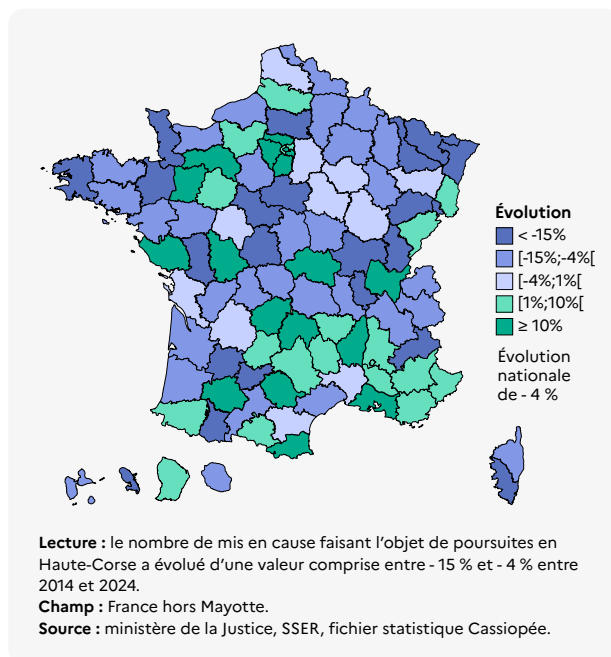 Évolution
< -15%
[-15%;-4%[
[-4%;1%[
[1%;10%[
≥ 10%
Évolution
nationale
de - 4 %
Lecture : le nombre de mis en cause faisant l'objet de poursuites en
Haute-Corse a évolué d'une valeur comprise entre - 15 % et - 4 % entre
2014 et 2024.
Champ : France hors Mayotte.
Source : ministère de la Justice, SSER, fichier statistique Cassiopée.